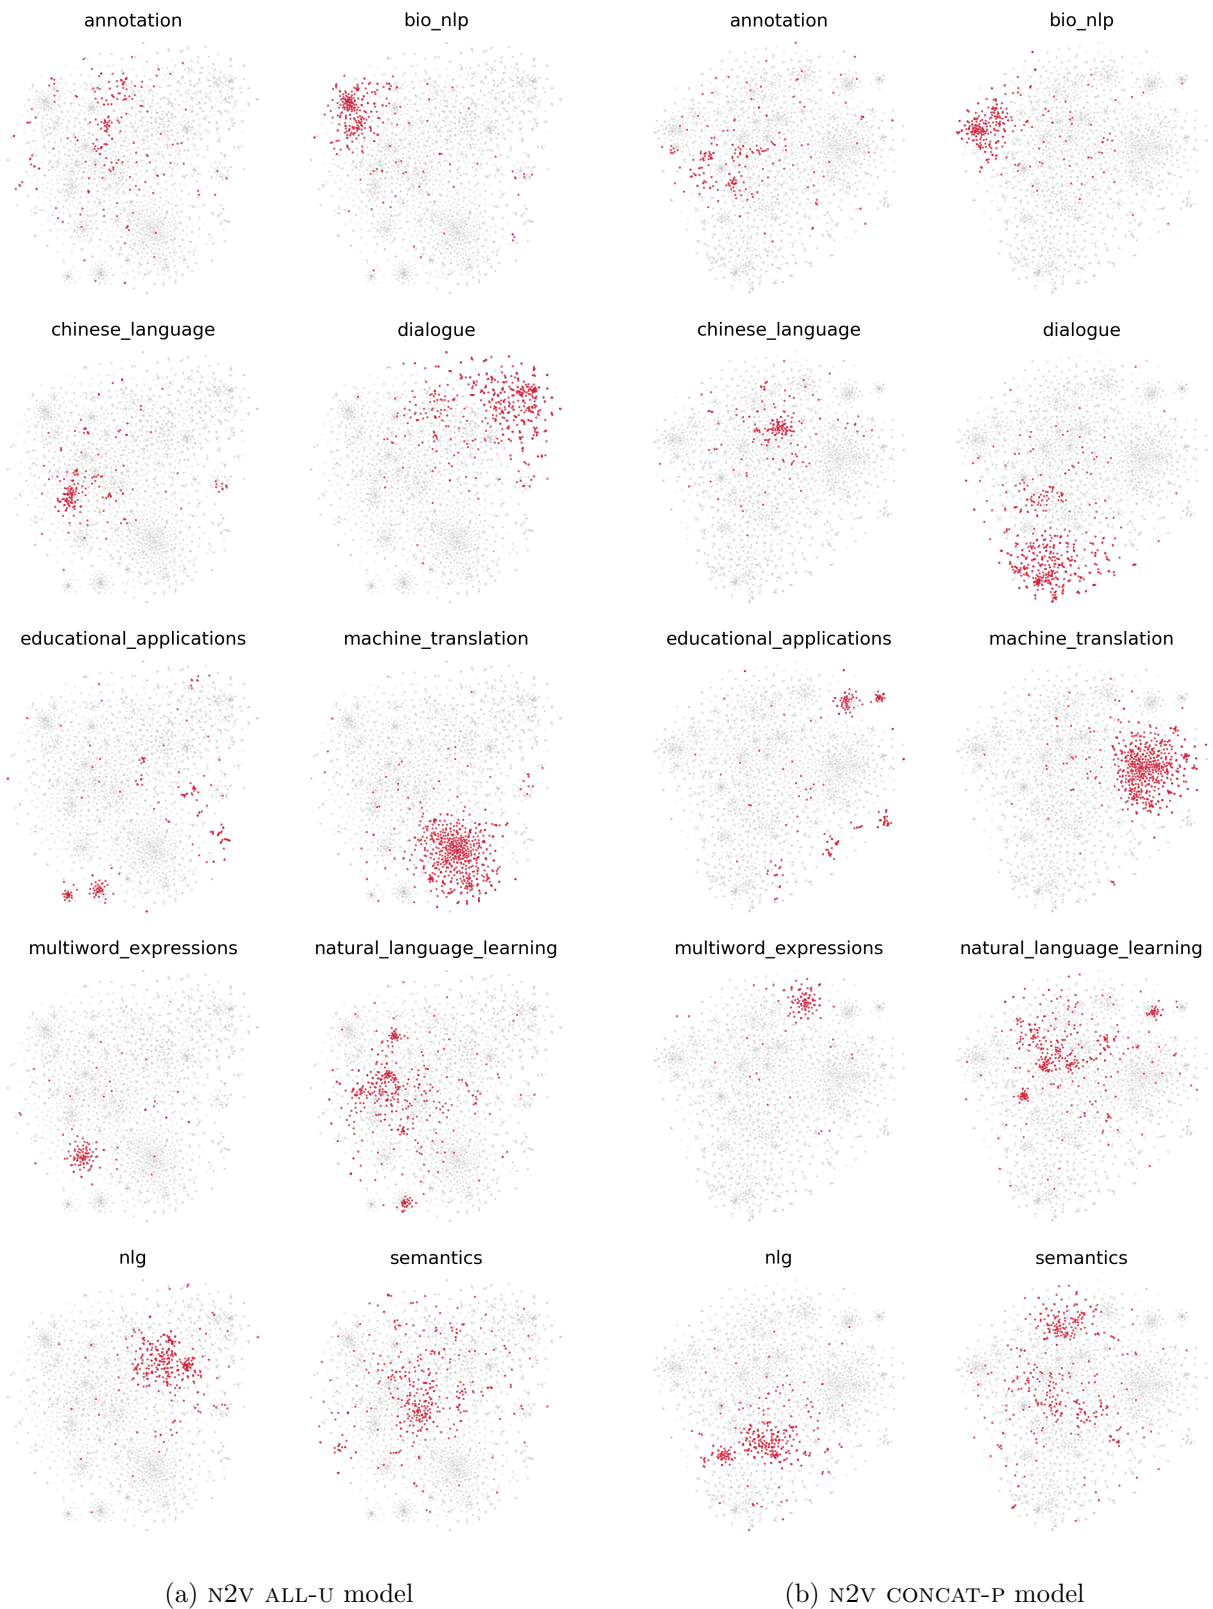 annotation bio_nlp annotation bio_nlp
chinese_language dialogue chinese_language dialogue
educational_applications machine_translation educational_applications machine_translation
multiword_expressions natural_language_learning multiword_expressions natural_language_learning
nlg semantics nlg semantics
(a) N2V ALL-U model (b) N2V CONCAT-P model